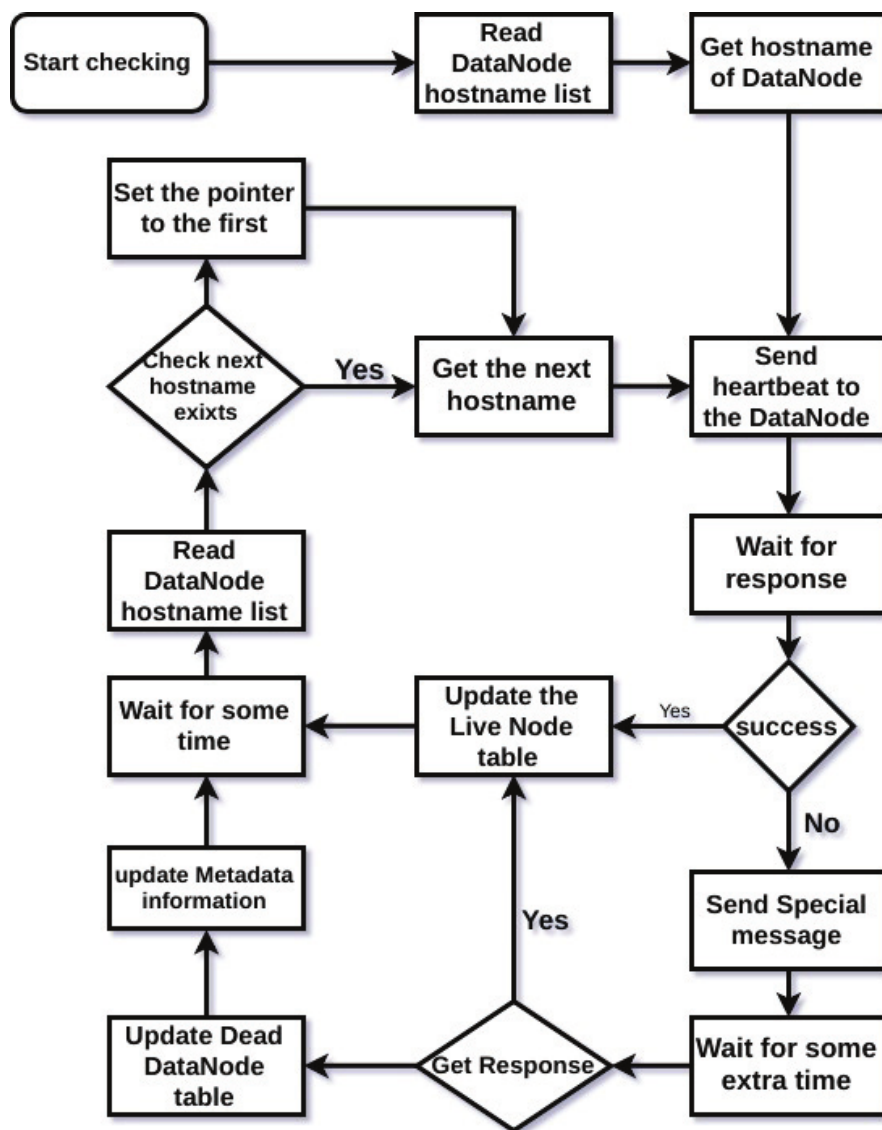 Start checking
Read
DataNode
hostname list
Get hostname
of DataNode
Set the pointer
to the first
Check next
hostname
exixts
Yes
Get the next
hostname
Send
heartbeat to
the DataNode
Read
DataNode
hostname list
Wait for
response
Wait for some
time
Update the
Live Node
table
Yes
success
No
update Metadata
information
Yes
Send Special
message
Update Dead
DataNode
table
Get Response
Wait for some
extra time